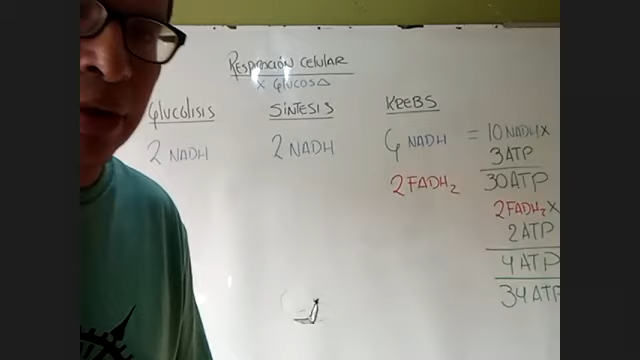 RESPIRACIÓN CELULAR
X GLUCOSA
GLUCÓLISIS
2 NADH
SÍNTESIS
2 NADH
KREBS
6 NADH
2 FADH₂
= 10 NADH X
3 ATP
30 ATP
2 FADH₂ X
2 ATP
4 ATP
34 ATP